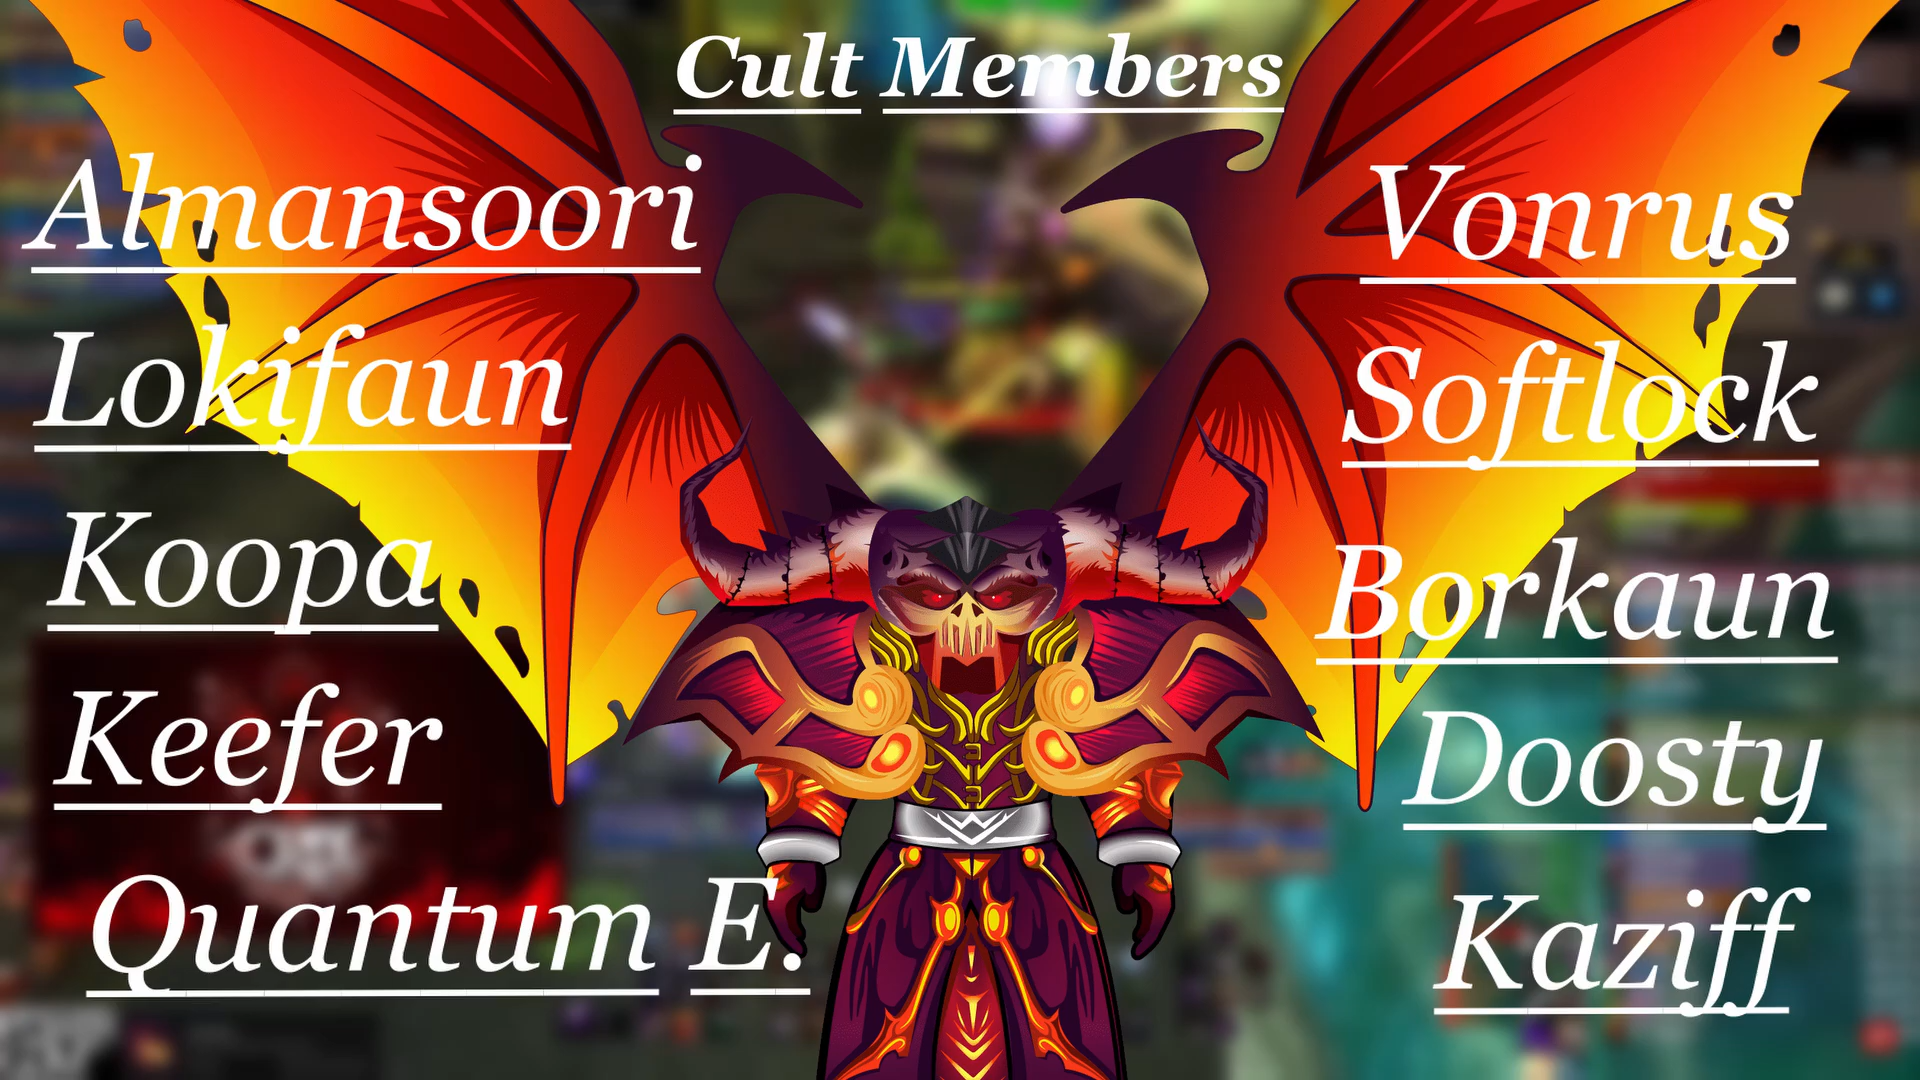 Cult Members
Almansoori
Lokifaun
Koopa
Keefer
Quantum E.
Vonrus
Softlock
Borkaun
Doosty
Kaziff